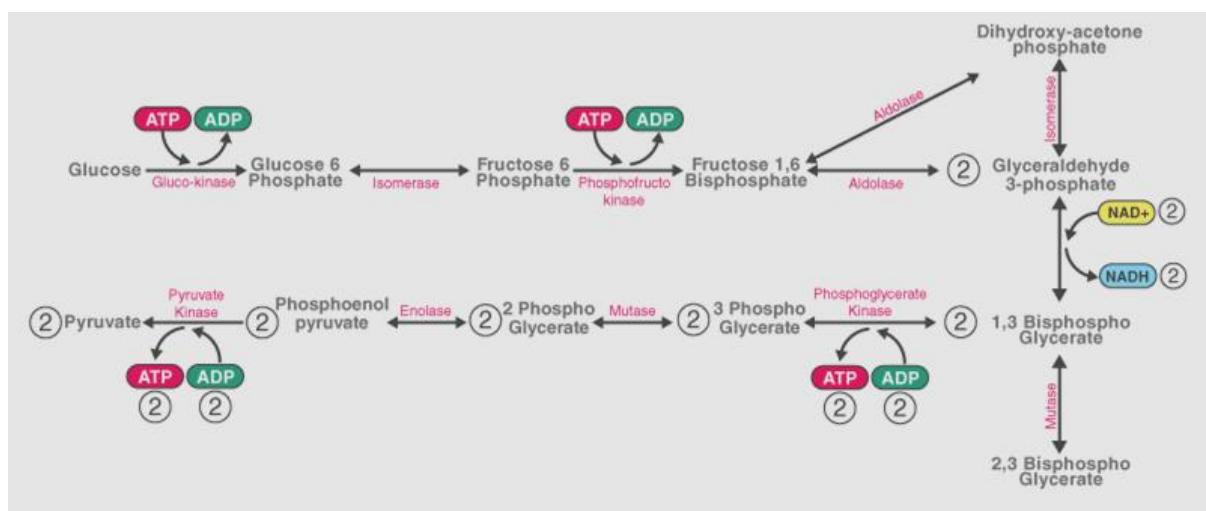 Dihydroxy-acetone
phosphate
Aldolase
Isomerase
ATP ADP
ATP ADP
Glucose
Gluco-kinase
Glucose 6
Phosphate
Isomerase
Fructose 6
Phosphate
Phosphofructo
kinase
Fructose 1,6
Bisphosphate
Aldolase
2
Glyceraldehyde
3-phosphate
NAD+ 2
NADH 2
2 Pyruvate
Pyruvate
Kinase
2
Phosphoenol
pyruvate
Enolase
2
2 Phospho
Glycerate
Mutase
2
3 Phospho
Glycerate
Phosphoglycerate
Kinase
2
1,3 Bisphospho
Glycerate
ATP ADP
2 2
ATP ADP
2 2
Mutase
2,3 Bisphospho
Glycerate